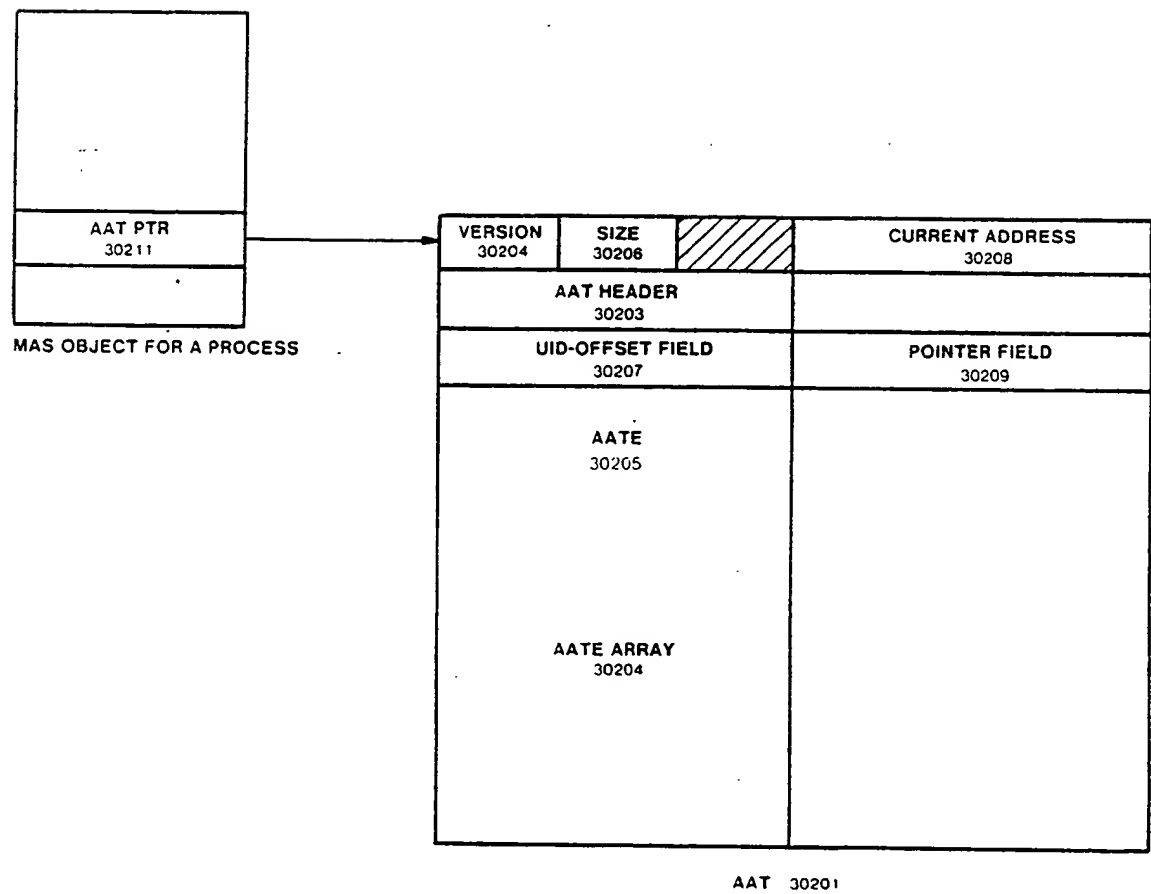 AAT PTR
30211
MAS OBJECT FOR A PROCESS
VERSION
30204
SIZE
30206
CURRENT ADDRESS
30208
AAT HEADER
30203
UID-OFFSET FIELD
30207
POINTER FIELD
30209
AATE
30205
AATE ARRAY
30204
AAT 30201